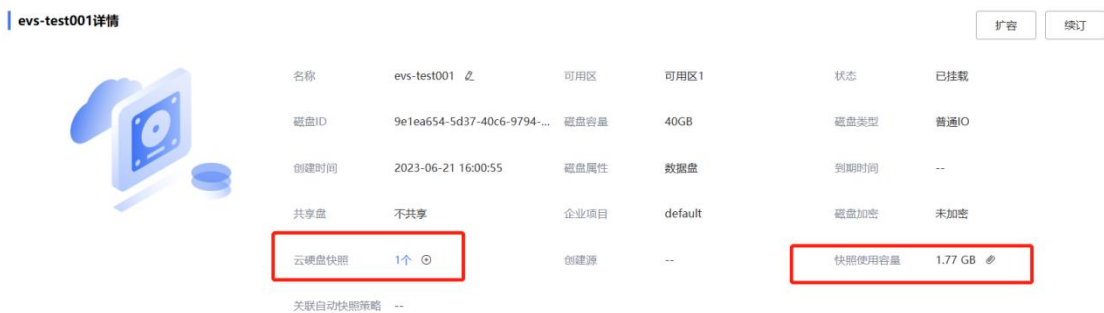 evs-test001详情
扩容 续订
名称 evs-test001 可用区 可用区1 状态 已挂载
磁盘ID 9e1ea654-5d37-40c6-9794-... 磁盘容量 40GB 磁盘类型 普通IO
创建时间 2023-06-21 16:00:55 磁盘属性 数据盘 到期时间 --
共享盘 不共享 企业项目 default 磁盘加密 未加密
云硬盘快照 1个 创建源 -- 快照使用容量 1.77 GB
关联自动快照策略 --